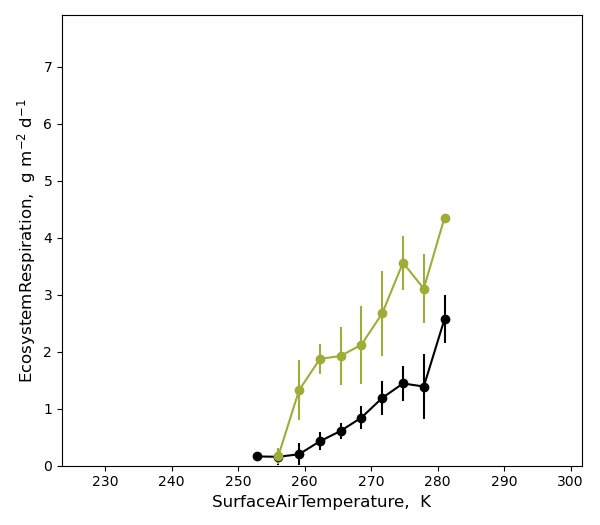 EcosystemRespiration,  g m⁻² d⁻¹
7
6
5
4
3
2
1
0
230 240 250 260 270 280 290 300
SurfaceAirTemperature,  K